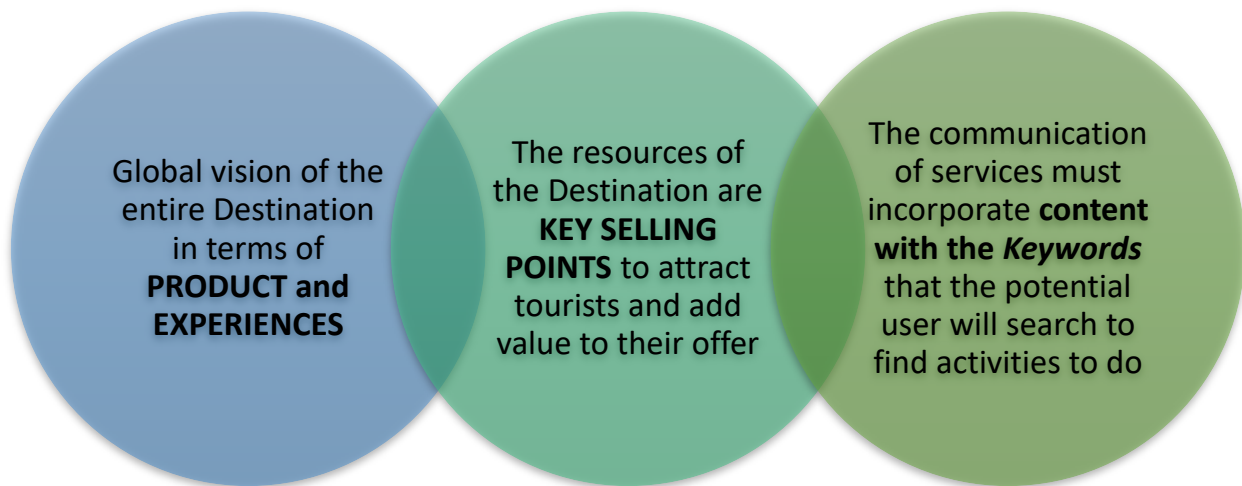 Global vision of the
entire Destination
in terms of
PRODUCT and
EXPERIENCES
The resources of
the Destination are
KEY SELLING
POINTS to attract
tourists and add
value to their offer
The communication
of services must
incorporate content
with the Keywords
that the potential
user will search to
find activities to do